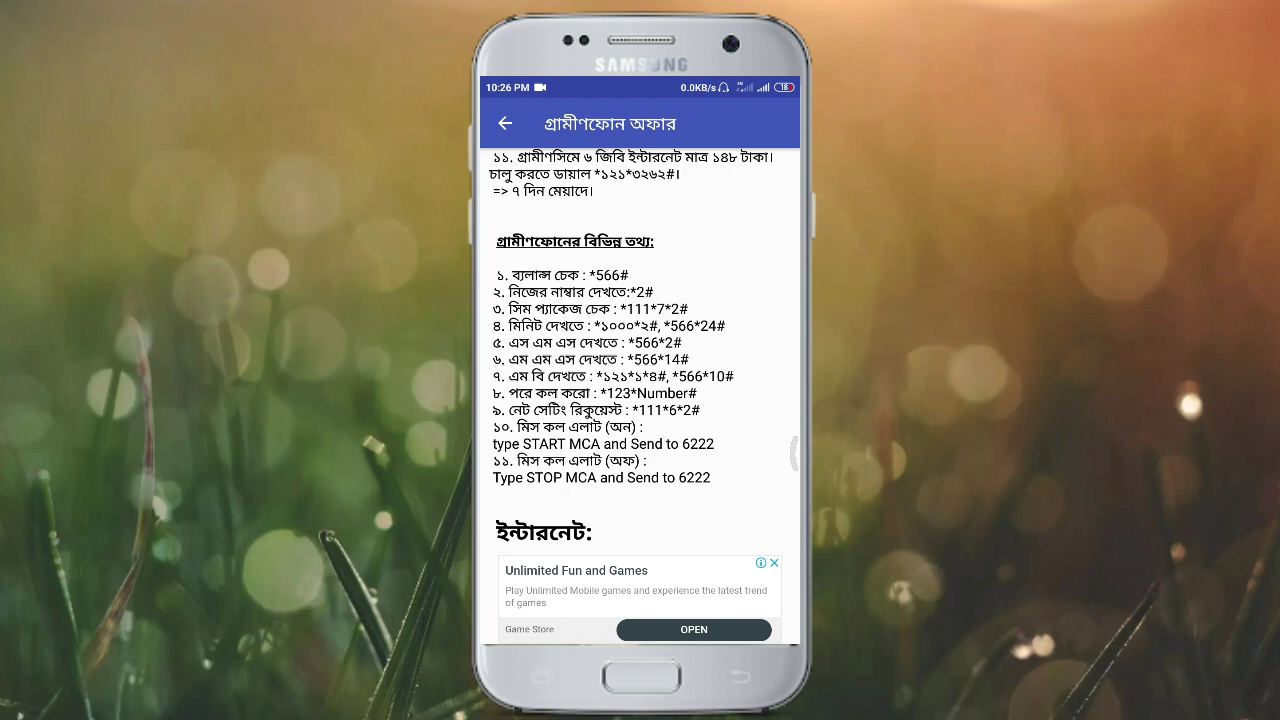 SAMSUNG
10:26 PM 0.0KB/s 18
গ্রামীণফোন অফার
১১. গ্রামীণসিমে ৬ জিবি ইন্টারনেট মাত্র ১৪৮ টাকা।
চালু করতে ডায়াল *১২১*৩২৬২#।
=> ৭ দিন মেয়াদে।
গ্রামীণফোনের বিভিন্ন তথ্য:
১. ব্যলান্স চেক : *566#
২. নিজের নাম্বার দেখতে:*2#
৩. সিম প্যাকেজ চেক : *111*7*2#
৪. মিনিট দেখতে : *১০০০*২#, *566*24#
৫. এস এম এস দেখতে : *566*2#
৬. এম এম এস দেখতে : *566*14#
৭. এম বি দেখতে : *১২১*১*৪#, *566*10#
৮. পরে কল করো : *123*Number#
৯. নেট সেটিং রিকুয়েস্ট : *111*6*2#
১০. মিস কল এলাট (অন) :
type START MCA and Send to 6222
১১. মিস কল এলাট (অফ) :
Type STOP MCA and Send to 6222
ইন্টারনেট:
Unlimited Fun and Games
Play Unlimited Mobile games and experience the latest trend
of games
Game Store OPEN